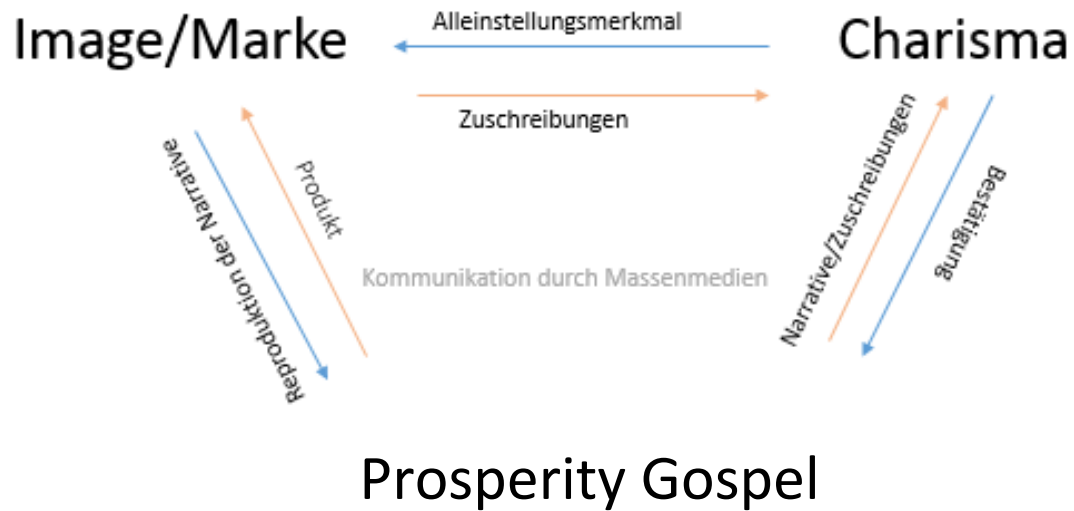 Alleinstellungsmerkmal
Image/Marke
Charisma
Zuschreibungen
Reproduktion der Narrative
Produkt
Narrative/Zuschreibungen
Bestätigung
Kommunikation durch Massenmedien
Prosperity Gospel